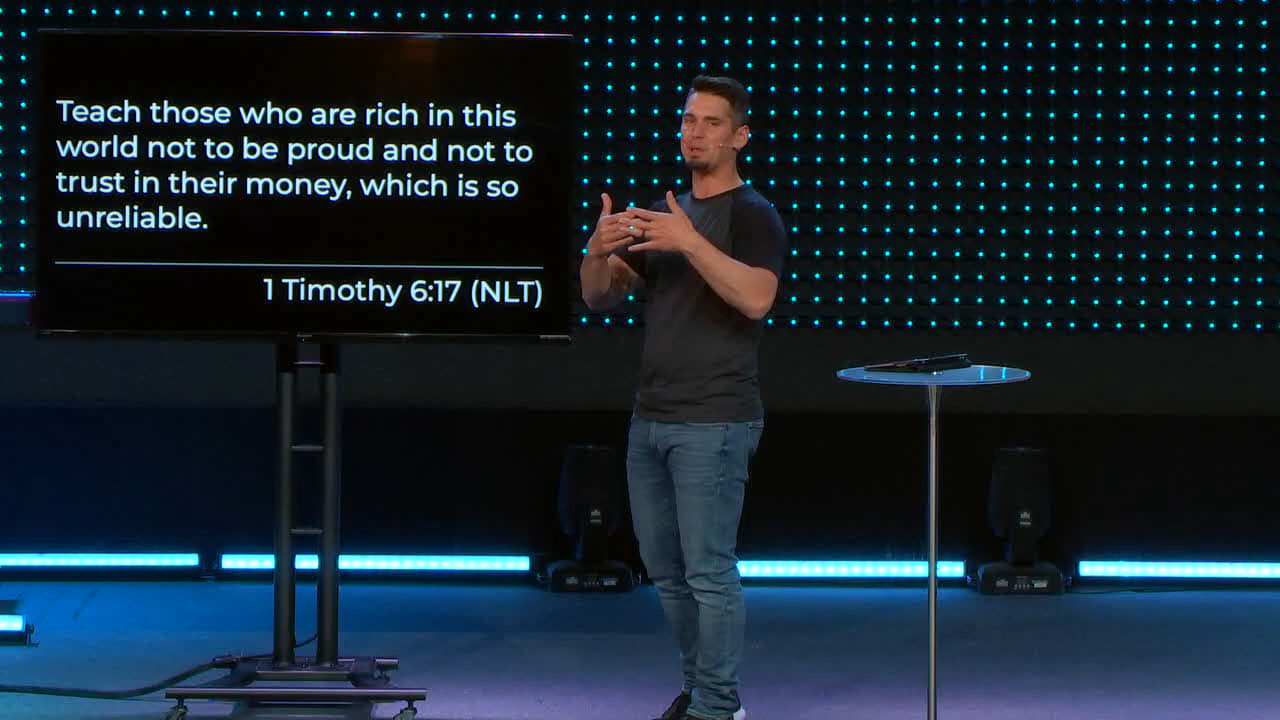 Teach those who are rich in this
world not to be proud and not to
trust in their money, which is so
unreliable.
1 Timothy 6:17 (NLT)